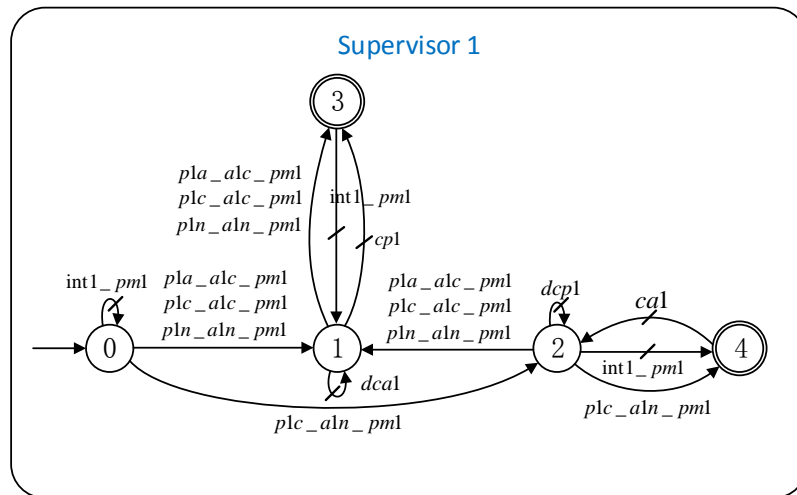 Supervisor 1
3
p1a_a1c_pm1
p1c_a1c_pm1
p1n_a1n_pm1
int1_pm1
cp1
int1_pm1
p1a_a1c_pm1
p1c_a1c_pm1
p1n_a1n_pm1
p1a_a1c_pm1
p1c_a1c_pm1
p1n_a1n_pm1
dcp1
ca1
0
1
2
4
dca1
int1_pm1
p1c_a1n_pm1
p1c_a1n_pm1